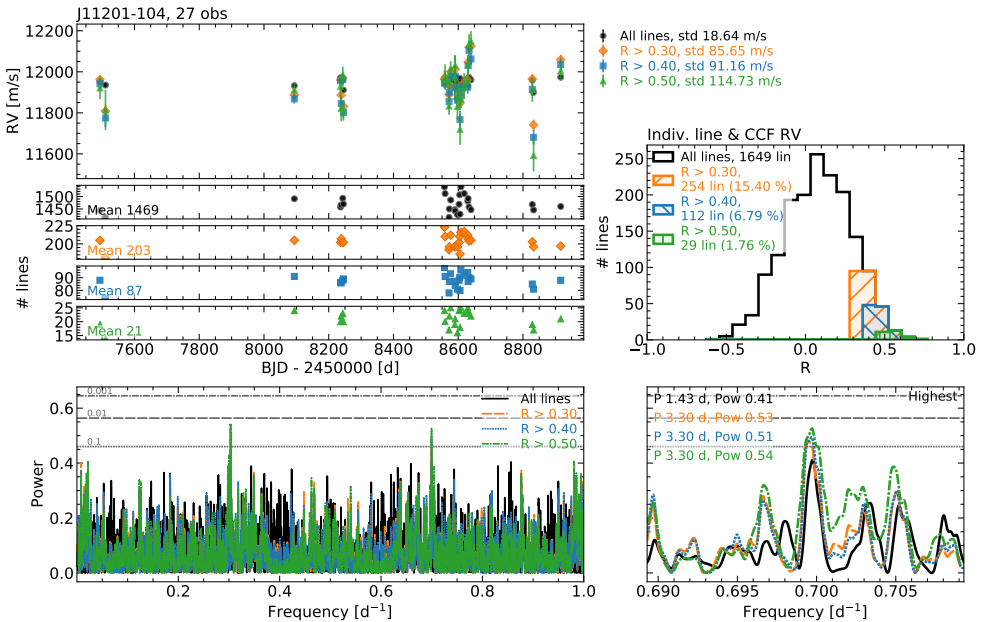 J11201-104, 27 obs
12200
12000
11800
11600
RV [m/s]
All lines, std 18.64 m/s
R > 0.30, std 85.65 m/s
R > 0.40, std 91.16 m/s
R > 0.50, std 114.73 m/s
1500
1450
Mean 1469
225
200
Mean 203
90
80
Mean 87
25
20
15
Mean 21
# lines
7600 7800 8000 8200 8400 8600 8800
BJD - 2450000 [d]
Indiv. line & CCF RV
All lines, 1649 lin
R > 0.30,
254 lin (15.40 %)
R > 0.40,
112 lin (6.79 %)
R > 0.50,
29 lin (1.76 %)
250
200
150
100
50
0
# lines
−1.0 −0.5 0.0 0.5 1.0
R
0.001
0.01
0.1
All lines
R > 0.30
R > 0.40
R > 0.50
0.6
0.4
0.2
0.0
Power
0.2 0.4 0.6 0.8 1.0
Frequency [d⁻¹]
Highest
P 1.43 d, Pow 0.41
P 3.30 d, Pow 0.53
P 3.30 d, Pow 0.51
P 3.30 d, Pow 0.54
0.690 0.695 0.700 0.705
Frequency [d⁻¹]